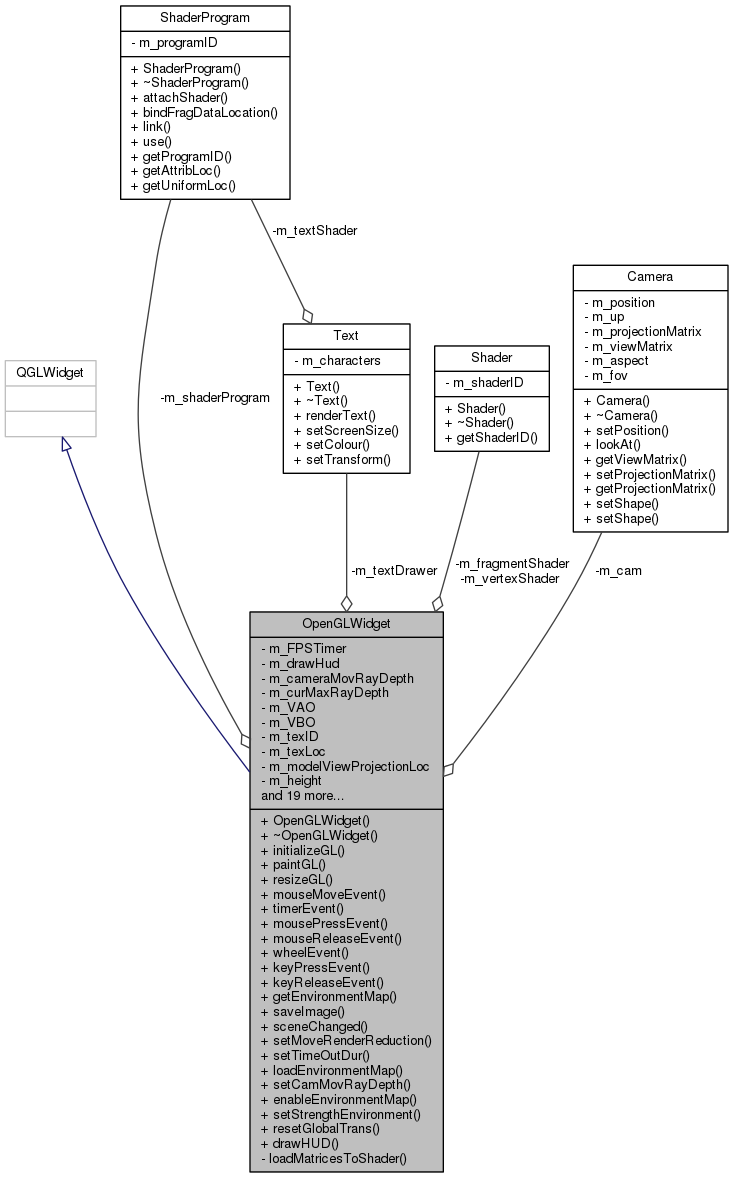 ShaderProgram
- m_programID
+ ShaderProgram()
+ ~ShaderProgram()
+ attachShader()
+ bindFragDataLocation()
+ link()
+ use()
+ getProgramID()
+ getAttribLoc()
+ getUniformLoc()
-m_textShader
Camera
- m_position
- m_up
- m_projectionMatrix
- m_viewMatrix
- m_aspect
- m_fov
+ Camera()
+ ~Camera()
+ setPosition()
+ lookAt()
+ getViewMatrix()
+ setProjectionMatrix()
+ getProjectionMatrix()
+ setShape()
+ setShape()
Text
- m_characters
+ Text()
+ ~Text()
+ renderText()
+ setScreenSize()
+ setColour()
+ setTransform()
Shader
- m_shaderID
+ Shader()
+ ~Shader()
+ getShaderID()
QGLWidget
-m_shaderProgram
-m_textDrawer
-m_fragmentShader
-m_vertexShader
-m_cam
OpenGLWidget
- m_FPSTimer
- m_drawHud
- m_cameraMovRayDepth
- m_curMaxRayDepth
- m_VAO
- m_VBO
- m_texID
- m_texLoc
- m_modelViewProjectionLoc
- m_height
and 19 more...
+ OpenGLWidget()
+ ~OpenGLWidget()
+ initializeGL()
+ paintGL()
+ resizeGL()
+ mouseMoveEvent()
+ timerEvent()
+ mousePressEvent()
+ mouseReleaseEvent()
+ wheelEvent()
+ keyPressEvent()
+ keyReleaseEvent()
+ getEnvironmentMap()
+ saveImage()
+ sceneChanged()
+ setMoveRenderReduction()
+ setTimeOutDur()
+ loadEnvironmentMap()
+ setCamMovRayDepth()
+ enableEnvironmentMap()
+ setStrengthEnvironment()
+ resetGlobalTrans()
+ drawHUD()
- loadMatricesToShader()